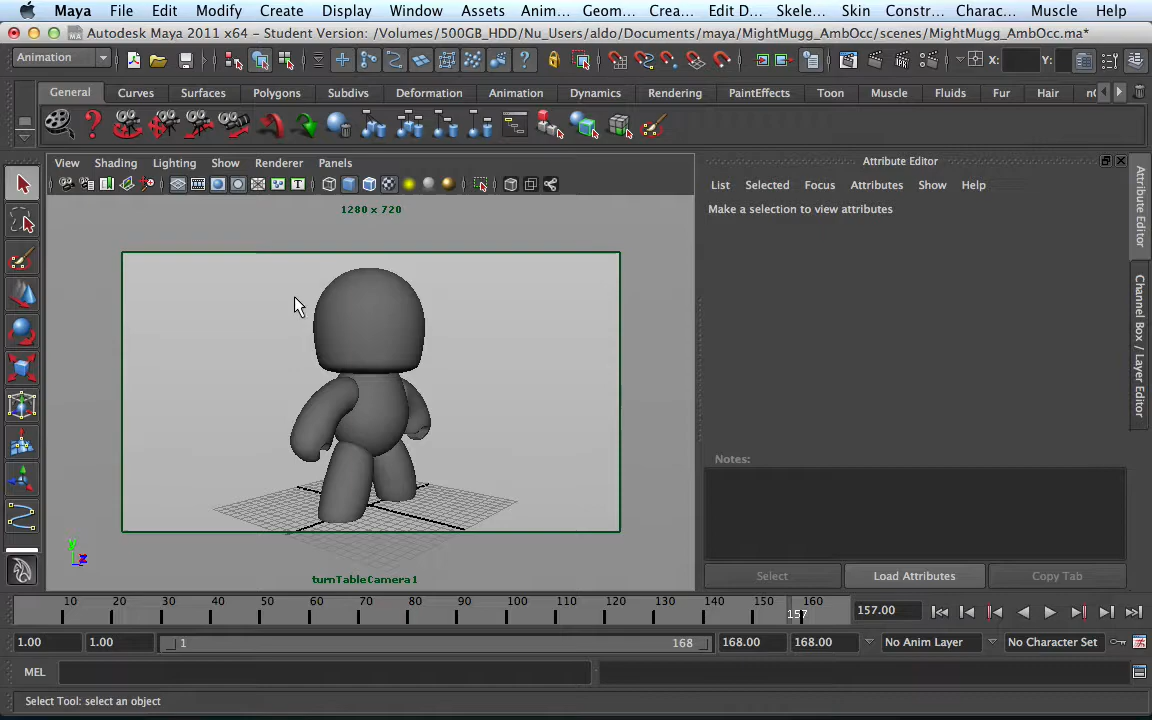 Maya File Edit Modify Create Display Window Assets Anim... Geom... Crea... Edit D... Skele... Skin Constr... Charac... Muscle Help
Autodesk Maya 2011 x64 - Student Version: /Volumes/500GB_HDD/Nu_Users/aldo/Documents/maya/MightMugg_AmbOcc/scenes/MightMugg_AmbOcc.ma*
Animation X: Y:
General Curves Surfaces Polygons Subdivs Deformation Animation Dynamics Rendering PaintEffects Toon Muscle Fluids Fur Hair
View Shading Lighting Show Renderer Panels
Attribute Editor
List Selected Focus Attributes Show Help
Make a selection to view attributes
1280 x 720
Attribute Editor
Channel Box / Layer Editor
Notes:
y
z
turnTableCamera1
Select Load Attributes Copy Tab
10 20 30 40 50 60 70 80 90 100 110 120 130 140 150 160
157
157.00
1.00 1.00 1 168 168.00 168.00 No Anim Layer No Character Set
MEL
Select Tool: select an object